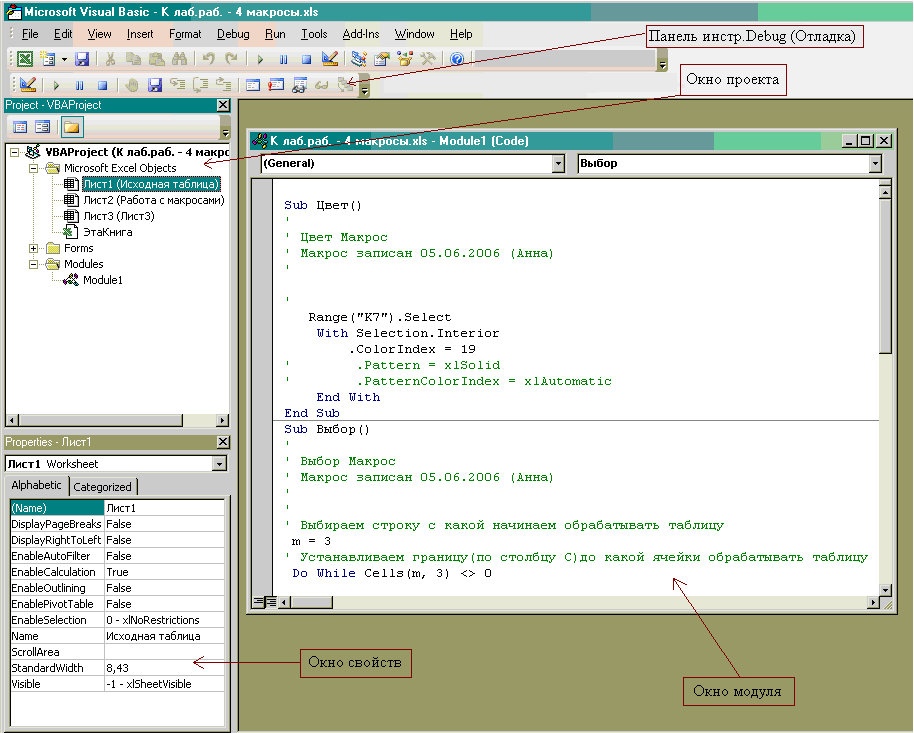 Microsoft Visual Basic - К лаб.раб. - 4 макросы.xls
File Edit View Insert Format Debug Run Tools Add-Ins Window Help
Панель инстр.Debug (Отладка)
Окно проекта
Project - VBAProject
VBAProject (К лаб.раб. - 4 макро
Microsoft Excel Objects
Лист1 (Исходная таблица)
Лист2 (Работа с макросами)
Лист3 (Лист3)
ЭтаКнига
Forms
Modules
Module1
К лаб.раб. - 4 макросы.xls - Module1 (Code)
(General) Выбор
Sub Цвет()
'
' Цвет Макрос
' Макрос записан 05.06.2006 (Анна)
'
'
Range("K7").Select
With Selection.Interior
.ColorIndex = 19
' .Pattern = xlSolid
' .PatternColorIndex = xlAutomatic
End With
End Sub
Sub Выбор()
'
' Выбор Макрос
' Макрос записан 05.06.2006 (Анна)
'
'
' Выбираем строку с какой начинаем обрабатывать таблицу
m = 3
' Устанавливаем границу(по столбцу С)до какой ячейки обрабатывать таблицу
Do While Cells(m, 3) <> 0
Properties - Лист1
Лист1 Worksheet
Alphabetic Categorized
(Name) Лист1
DisplayPageBreaks False
DisplayRightToLeft False
EnableAutoFilter False
EnableCalculation True
EnableOutlining False
EnablePivotTable False
EnableSelection 0 - xlNoRestrictions
Name Исходная таблица
ScrollArea
StandardWidth 8,43
Visible -1 - xlSheetVisible
Окно свойств
Окно модуля